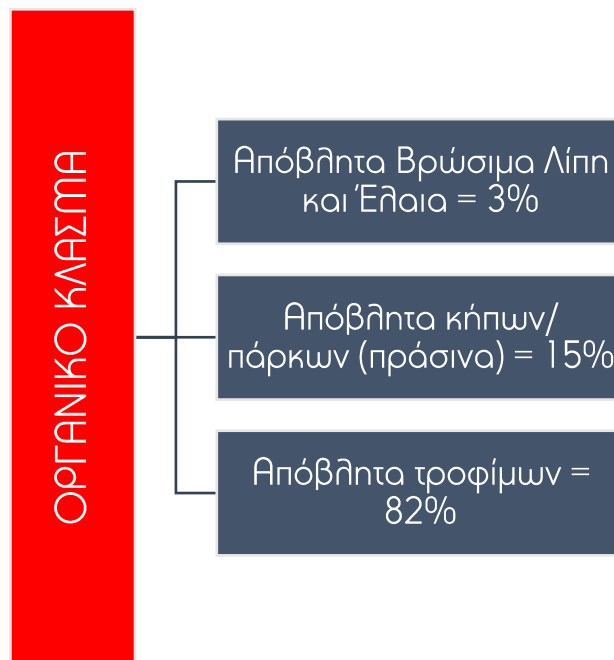 ΟΡΓΑΝΙΚΟ ΚΛΑΣΜΑ
Απόβλητα Βρώσιμα Λίπη
και Έλαια = 3%
Απόβλητα κήπων/
πάρκων (πράσινα) = 15%
Απόβλητα τροφίμων =
82%